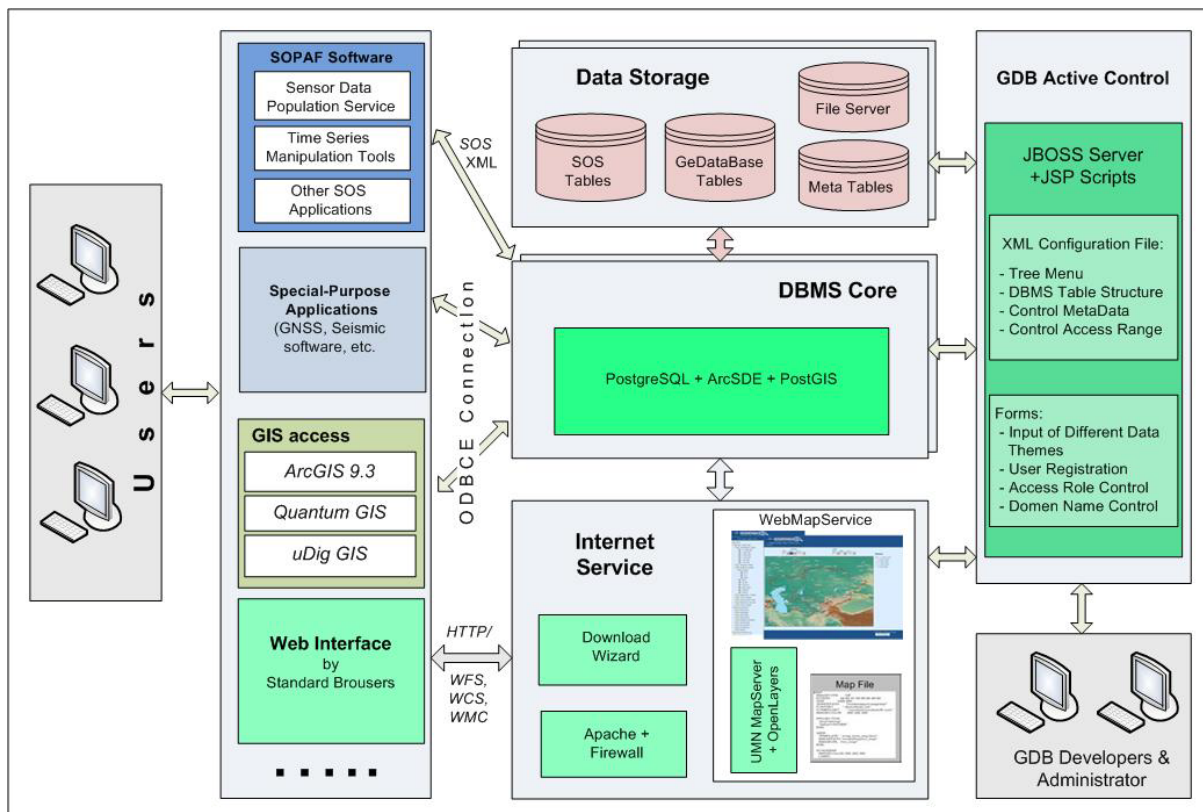 Users
SOPAF Software
Sensor Data
Population Service
Time Series
Manipulation Tools
Other SOS
Applications
Special-Purpose
Applications
(GNSS, Seismic
software, etc.
GIS access
ArcGIS 9.3
Quantum GIS
uDig GIS
Web Interface
by
Standard Brousers
SOS
XML
ODBCE Connection
HTTP/
WFS,
WCS,
WMC
Data Storage
SOS
Tables
GeDataBase
Tables
File Server
Meta Tables
DBMS Core
PostgreSQL + ArcSDE + PostGIS
Internet
Service
Download
Wizard
Apache +
Firewall
WebMapService
UMN MapServer
+ OpenLayers
Map File
GDB Active Control
JBOSS Server
+JSP Scripts
XML Configuration File:
- Tree Menu
- DBMS Table Structure
- Control MetaData
- Control Access Range
Forms:
- Input of Different Data
Themes
- User Registration
- Access Role Control
- Domen Name Control
GDB Developers &
Administrator